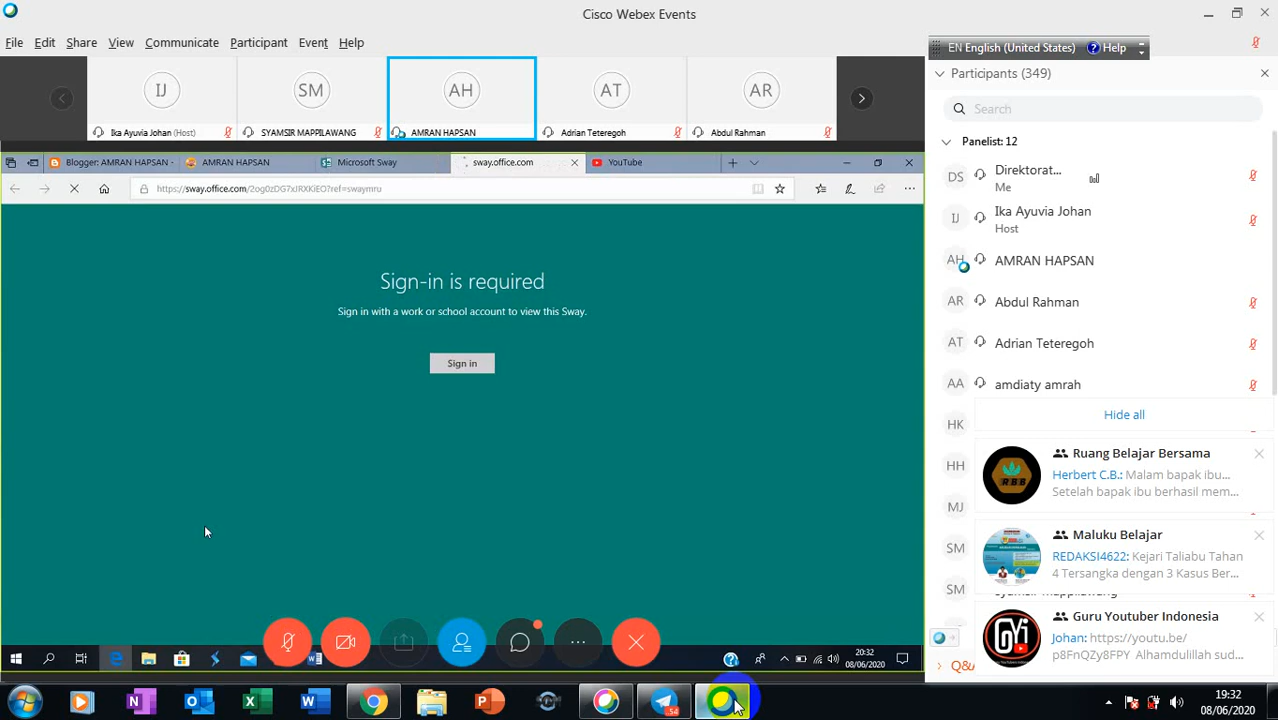 Cisco Webex Events
File Edit Share View Communicate Participant Event Help
EN English (United States) Help
IJ SM AH AT AR
Ika Ayuvia Johan (Host) SYAMSIR MAPPILAWANG AMRAN HAPSAN Adrian Teteregoh Abdul Rahman
Blogger: AMRAN HAPSAN - AMRAN HAPSAN Microsoft Sway sway.office.com YouTube
Sign-in is required
Sign in with a work or school account to view this Sway.
Sign in
20:32
08/06/2020
Participants (349)
Search
Panelist: 12
DS Direktorat...
Me
IJ Ika Ayuvia Johan
Host
AH AMRAN HAPSAN
AR Abdul Rahman
AT Adrian Teteregoh
AA amdiaty amrah
HK
HH
MJ
SM
SM
Hide all
Ruang Belajar Bersama
RBB
Herbert C.B.: Malam bapak ibu...
Setelah bapak ibu berhasil mem...
Maluku Belajar
REDAKSI4622: Kejari Taliabu Tahan
4 Tersangka dengan 3 Kasus Ber...
Guru Youtuber Indonesia
Johan: https://youtu.be/
p8FnQZy8FPY Alhamdulillah sud...
Q&A
54
19:32
08/06/2020